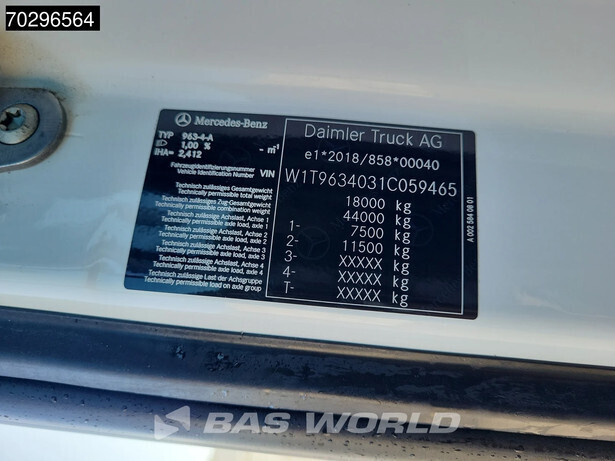 70296564
Mercedes-Benz
TYP 963-4-A
1,00 % - m⁻¹
IHA= 2,412
Fahrzeugidentifizierungsnummer
Vehicle Identification Number VIN
Technisch zulässiges Gesamtgewicht
Technically permissible total weight
Technisch zulässiges Zug-Gesamtgewicht
Technically permissible combination weight
Technisch zulässige Achslast, Achse 1
Technically permissible axle load, axle 1
Technisch zulässige Achslast, Achse 2
Technically permissible axle load, axle 2
Technisch zulässige Achslast, Achse 3
Technically permissible axle load, axle 3
Technisch zulässige Achslast, Achse 4
Technically permissible axle load, axle 4
Technisch zulässige Last der Achsgruppe
Technically permissible load on axle group
Daimler Truck AG
e1*2018/858*00040
W1T9634031C059465
18000 kg
44000 kg
1- 7500 kg
2- 11500 kg
3- XXXXX kg
4- XXXXX kg
T- XXXXX kg
A 002 584 08 01
BAS WORLD